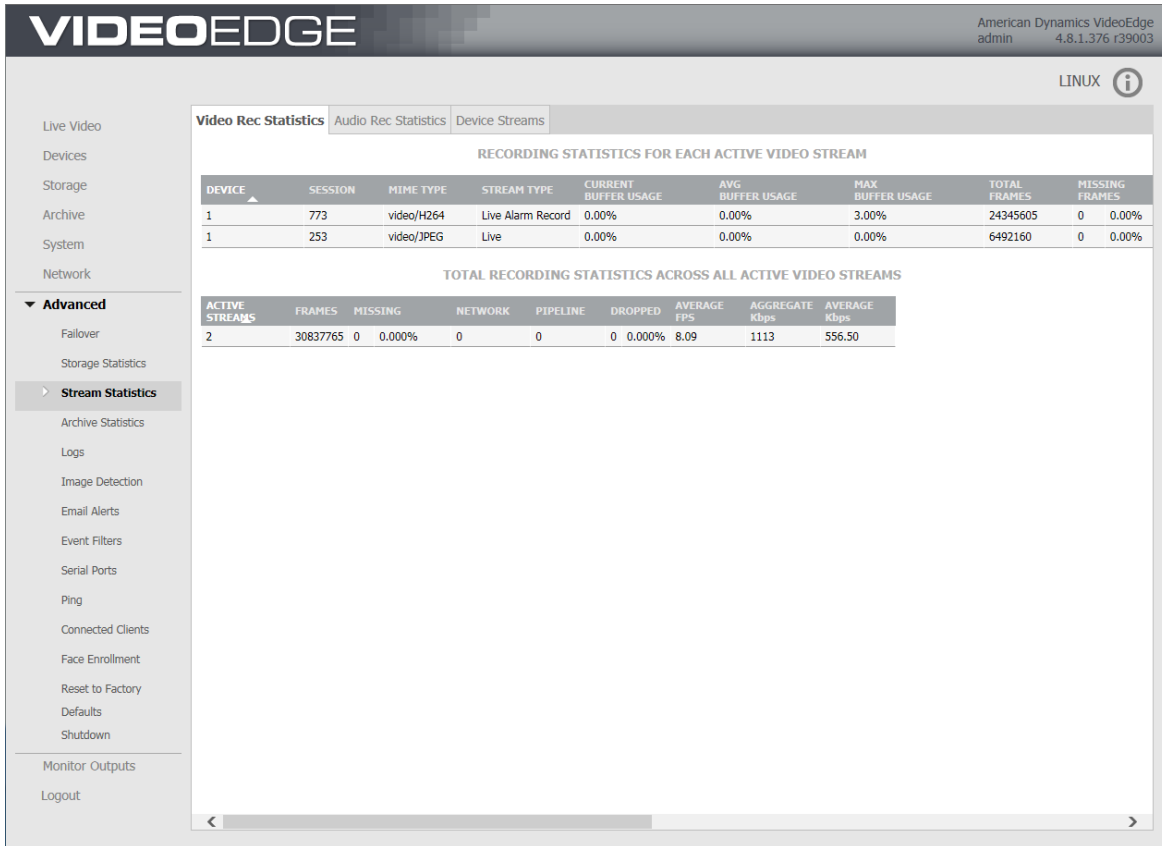 VIDEOEDGE
American Dynamics VideoEdge
admin 4.8.1.376 r39003
LINUX
Live Video
Devices
Storage
Archive
System
Network
Advanced
Failover
Storage Statistics
Stream Statistics
Archive Statistics
Logs
Image Detection
Email Alerts
Event Filters
Serial Ports
Ping
Connected Clients
Face Enrollment
Reset to Factory
Defaults
Shutdown
Monitor Outputs
Logout
Video Rec Statistics Audio Rec Statistics Device Streams
RECORDING STATISTICS FOR EACH ACTIVE VIDEO STREAM
DEVICE SESSION MIME TYPE STREAM TYPE CURRENT BUFFER USAGE AVG BUFFER USAGE MAX BUFFER USAGE TOTAL FRAMES MISSING FRAMES
1 773 video/H264 Live Alarm Record 0.00% 0.00% 3.00% 24345605 0 0.00%
1 253 video/JPEG Live 0.00% 0.00% 0.00% 6492160 0 0.00%
TOTAL RECORDING STATISTICS ACROSS ALL ACTIVE VIDEO STREAMS
ACTIVE STREAMS FRAMES MISSING NETWORK PIPELINE DROPPED AVERAGE FPS AGGREGATE Kbps AVERAGE Kbps
2 30837765 0 0.000% 0 0 0 0.000% 8.09 1113 556.50